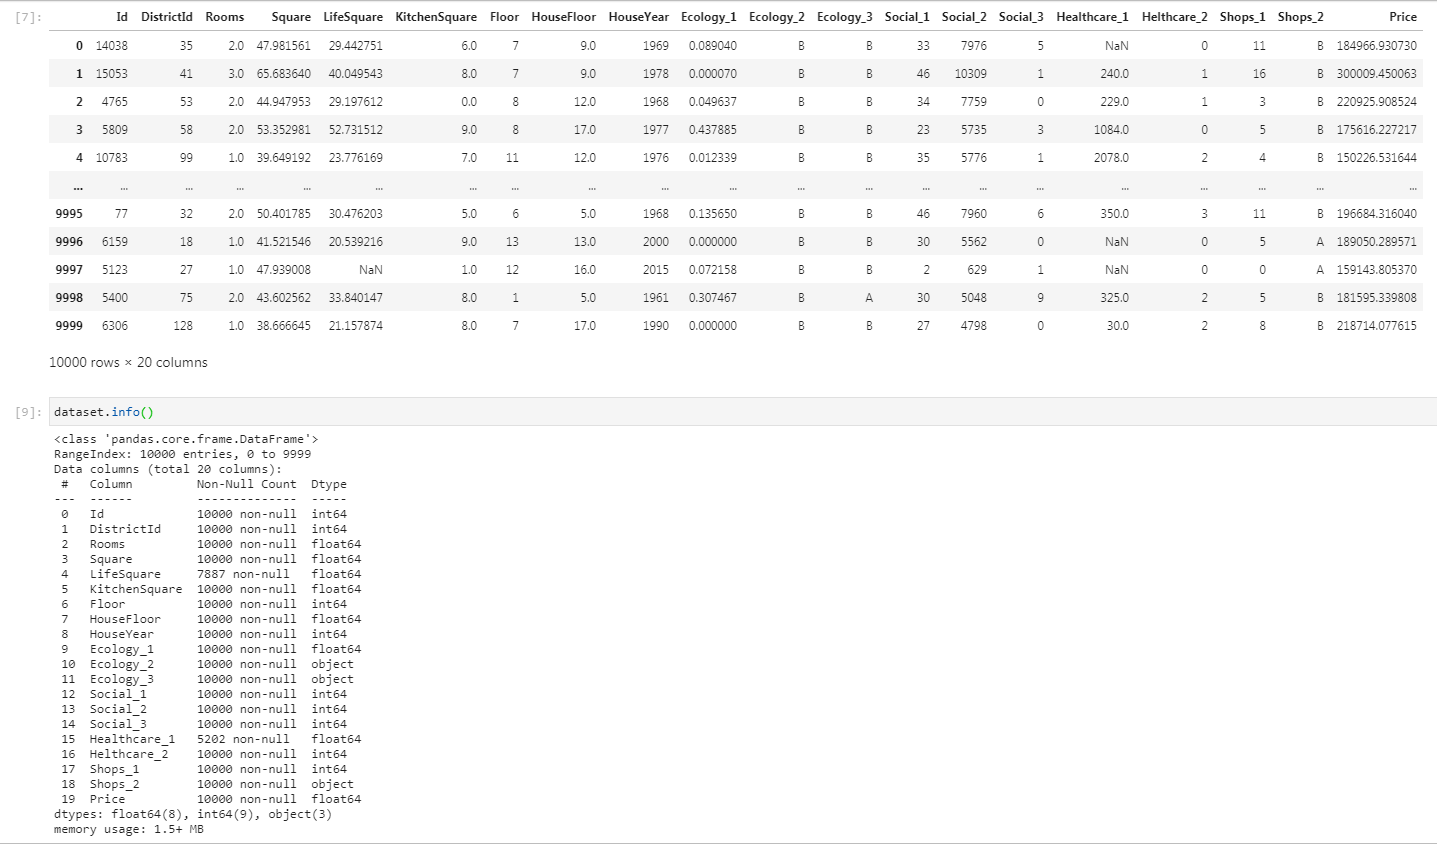 [7]: Id DistrictId Rooms Square LifeSquare KitchenSquare Floor HouseFloor HouseYear Ecology_1 Ecology_2 Ecology_3 Social_1 Social_2 Social_3 Healthcare_1 Helthcare_2 Shops_1 Shops_2 Price
0 14038 35 2.0 47.981561 29.442751 6.0 7 9.0 1969 0.089040 B B 33 7976 5 NaN 0 11 B 184966.930730
1 15053 41 3.0 65.683640 40.049543 8.0 7 9.0 1978 0.000070 B B 46 10309 1 240.0 1 16 B 300009.450063
2 4765 53 2.0 44.947953 29.197612 0.0 8 12.0 1968 0.049637 B B 34 7759 0 229.0 1 3 B 220925.908524
3 5809 58 2.0 53.352981 52.731512 9.0 8 17.0 1977 0.437885 B B 23 5735 3 1084.0 0 5 B 175616.227217
4 10783 99 1.0 39.649192 23.776169 7.0 11 12.0 1976 0.012339 B B 35 5776 1 2078.0 2 4 B 150226.531644
... ... ... ... ... ... ... ... ... ... ... ... ... ... ... ... ... ... ... ... ...
9995 77 32 2.0 50.401785 30.476203 5.0 6 5.0 1968 0.135650 B B 46 7960 6 350.0 3 11 B 196684.316040
9996 6159 18 1.0 41.521546 20.539216 9.0 13 13.0 2000 0.000000 B B 30 5562 0 NaN 0 5 A 189050.289571
9997 5123 27 1.0 47.939008 NaN 1.0 12 16.0 2015 0.072158 B B 2 629 1 NaN 0 0 A 159143.805370
9998 5400 75 2.0 43.602562 33.840147 8.0 1 5.0 1961 0.307467 B A 30 5048 9 325.0 2 5 B 181595.339808
9999 6306 128 1.0 38.666645 21.157874 8.0 7 17.0 1990 0.000000 B B 27 4798 0 30.0 2 8 B 218714.077615
10000 rows × 20 columns
[9]: dataset.info()
<class 'pandas.core.frame.DataFrame'>
RangeIndex: 10000 entries, 0 to 9999
Data columns (total 20 columns):
# Column Non-Null Count Dtype
--- ------ -------------- -----
0 Id 10000 non-null int64
1 DistrictId 10000 non-null int64
2 Rooms 10000 non-null float64
3 Square 10000 non-null float64
4 LifeSquare 7887 non-null float64
5 KitchenSquare 10000 non-null float64
6 Floor 10000 non-null int64
7 HouseFloor 10000 non-null float64
8 HouseYear 10000 non-null int64
9 Ecology_1 10000 non-null float64
10 Ecology_2 10000 non-null object
11 Ecology_3 10000 non-null object
12 Social_1 10000 non-null int64
13 Social_2 10000 non-null int64
14 Social_3 10000 non-null int64
15 Healthcare_1 5202 non-null float64
16 Helthcare_2 10000 non-null int64
17 Shops_1 10000 non-null int64
18 Shops_2 10000 non-null object
19 Price 10000 non-null float64
dtypes: float64(8), int64(9), object(3)
memory usage: 1.5+ MB